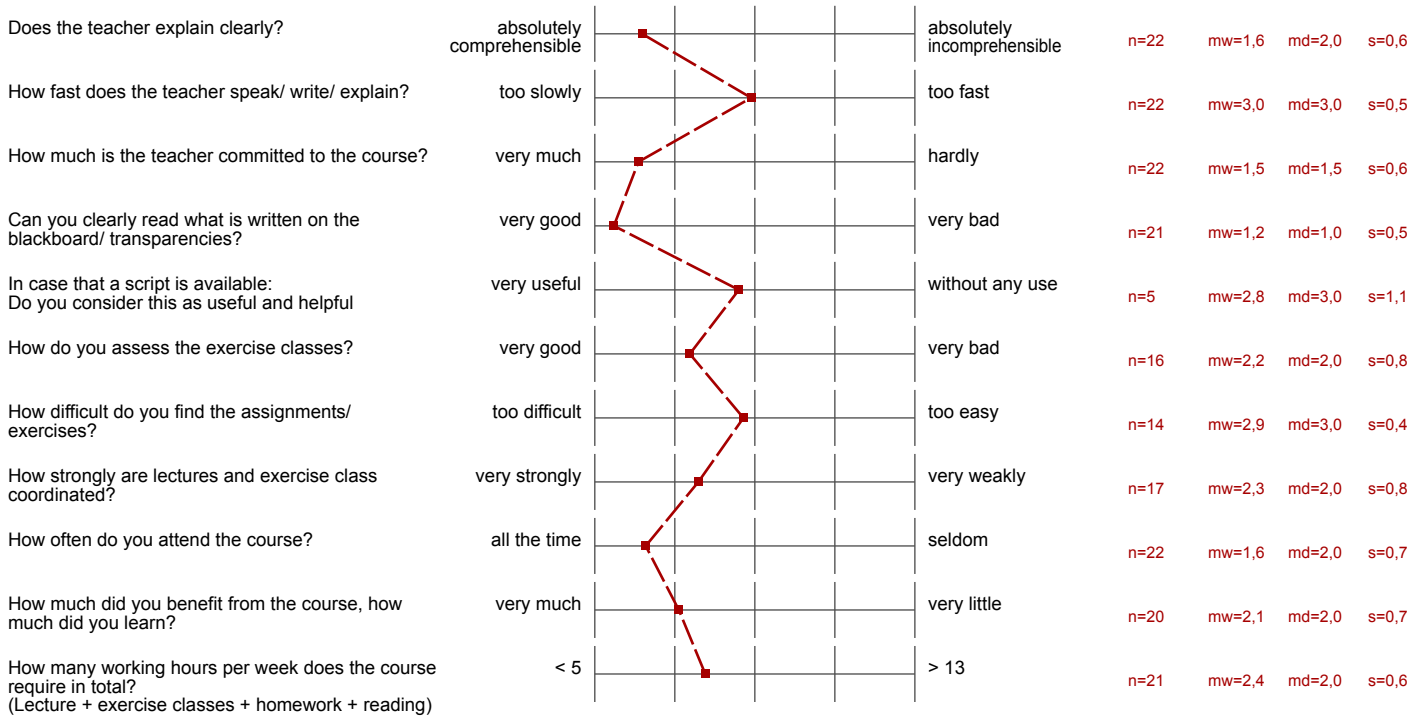 Does the teacher explain clearly?
absolutely
comprehensible
absolutely
incomprehensible
n=22 mw=1,6 md=2,0 s=0,6
How fast does the teacher speak/ write/ explain?
too slowly
too fast
n=22 mw=3,0 md=3,0 s=0,5
How much is the teacher committed to the course?
very much
hardly
n=22 mw=1,5 md=1,5 s=0,6
Can you clearly read what is written on the
blackboard/ transparencies?
very good
very bad
n=21 mw=1,2 md=1,0 s=0,5
In case that a script is available:
Do you consider this as useful and helpful
very useful
without any use
n=5 mw=2,8 md=3,0 s=1,1
How do you assess the exercise classes?
very good
very bad
n=16 mw=2,2 md=2,0 s=0,8
How difficult do you find the assignments/
exercises?
too difficult
too easy
n=14 mw=2,9 md=3,0 s=0,4
How strongly are lectures and exercise class
coordinated?
very strongly
very weakly
n=17 mw=2,3 md=2,0 s=0,8
How often do you attend the course?
all the time
seldom
n=22 mw=1,6 md=2,0 s=0,7
How much did you benefit from the course, how
much did you learn?
very much
very little
n=20 mw=2,1 md=2,0 s=0,7
How many working hours per week does the course
require in total?
(Lecture + exercise classes + homework + reading)
< 5
> 13
n=21 mw=2,4 md=2,0 s=0,6